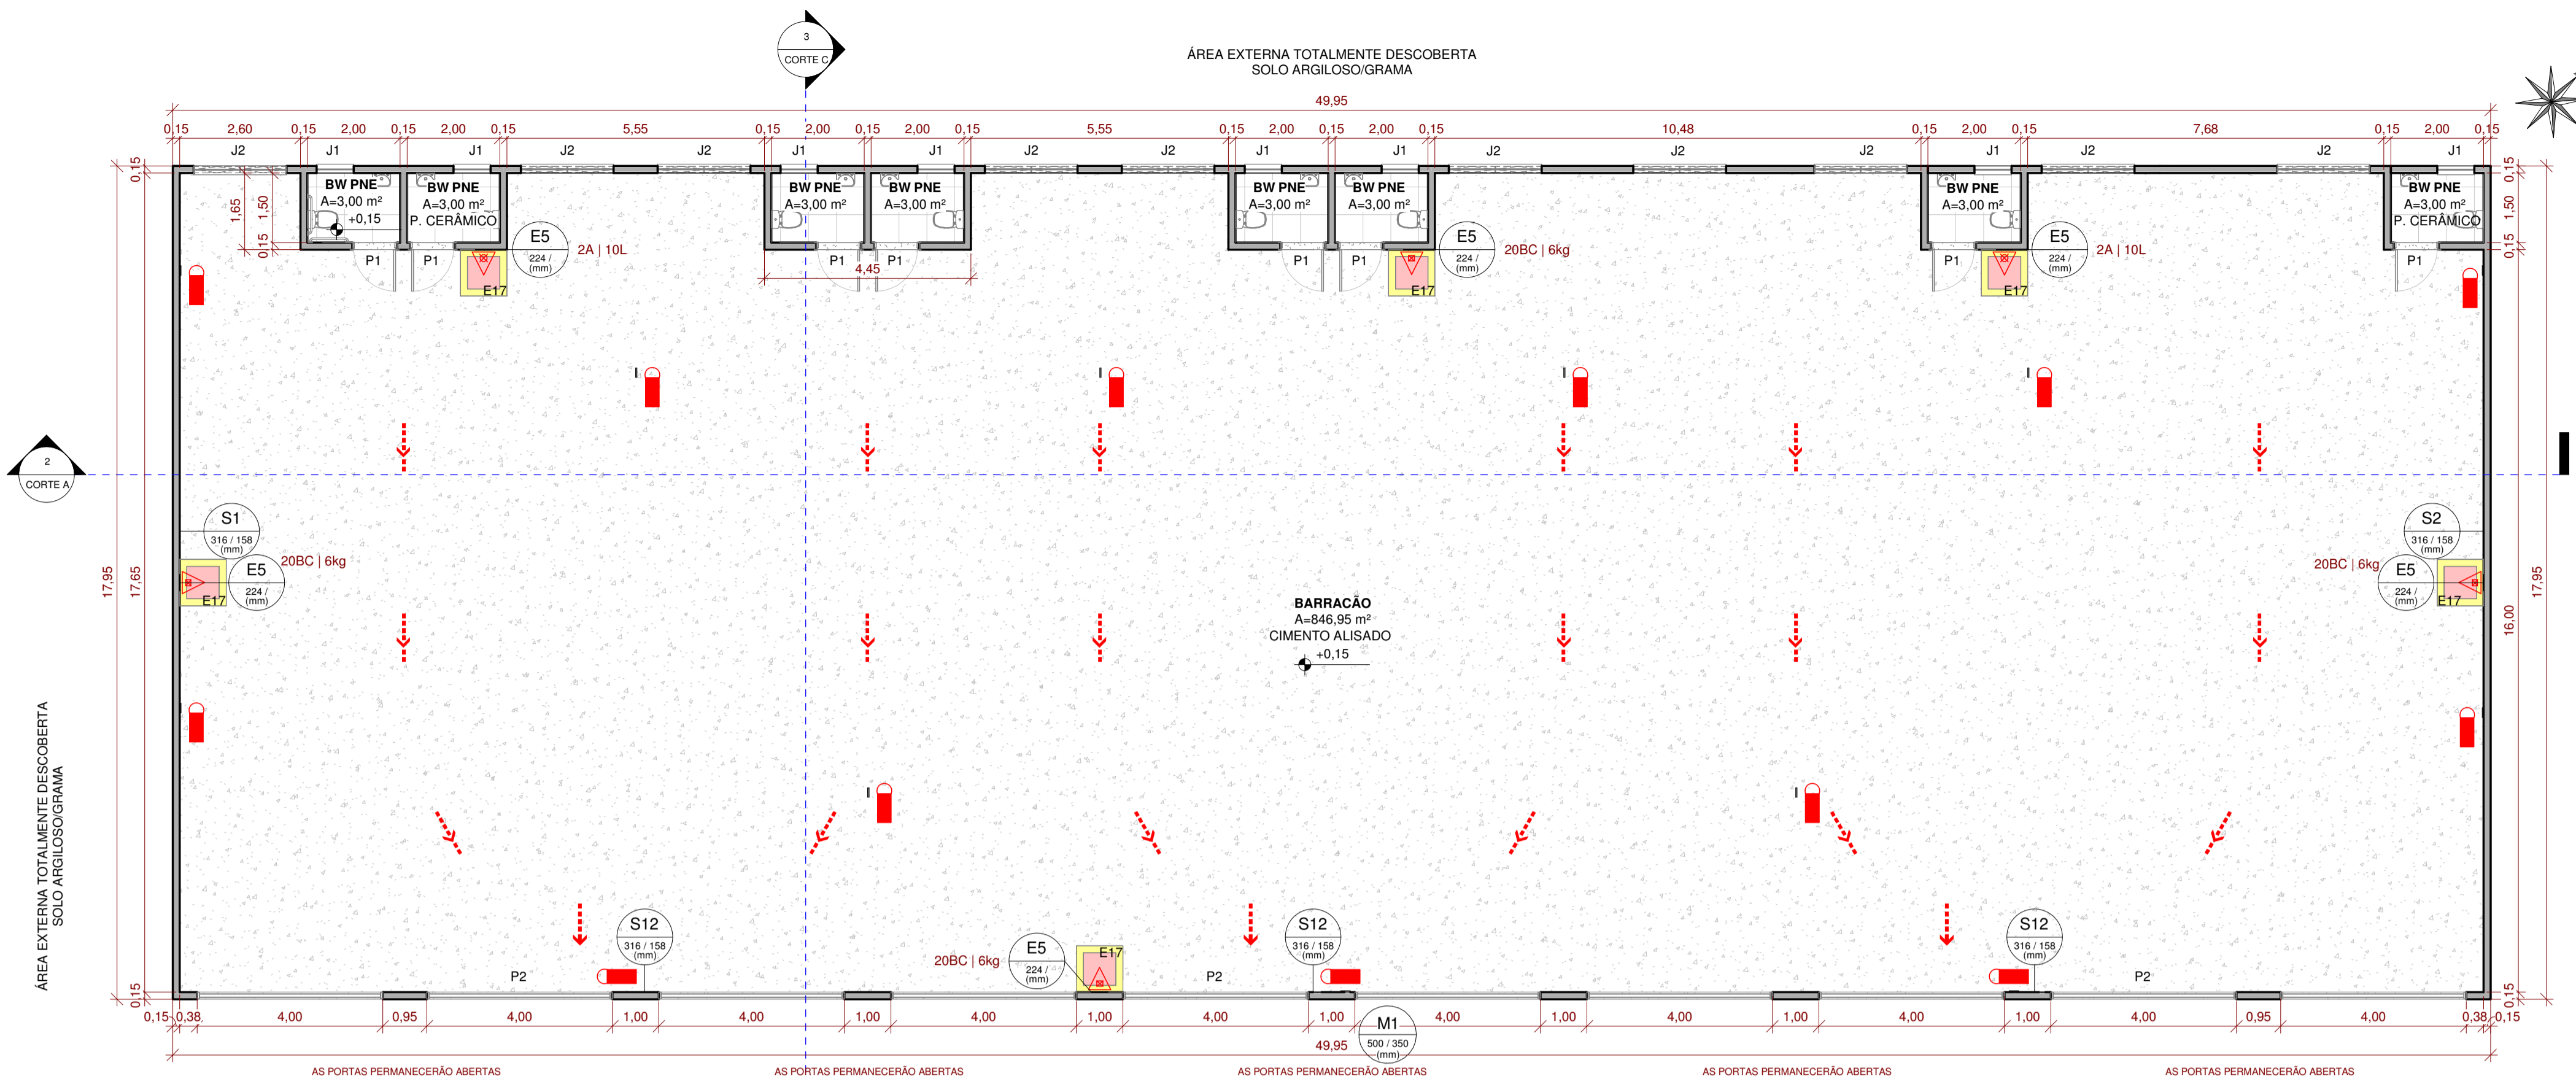 3
CORTE C
ÁREA EXTERNA TOTALMENTE DESCOBERTA
SOLO ARGILOSO/GRAMA
49,95
0,15 2,60 0,15 2,00 0,15 2,00 0,15 5,55 0,15 2,00 0,15 2,00 0,15 5,55 0,15 2,00 0,15 2,00 0,15 10,48 0,15 2,00 0,15 7,68 0,15 2,00 0,15
J2 J1 J1 J2 J2 J1 J1 J2 J2 J1 J1 J2 J2 J2 J1 J2 J2 J1
0,15
1,65
1,50
0,15
BW PNE
A=3,00 m²
+0,15
BW PNE
A=3,00 m²
P. CERÂMICO
BW PNE
A=3,00 m²
BW PNE
A=3,00 m²
BW PNE
A=3,00 m²
BW PNE
A=3,00 m²
BW PNE
A=3,00 m²
BW PNE
A=3,00 m²
P. CERÂMICO
0,15
1,50
0,15
P1 P1 P1 P1 P1 P1 P1 P1
4,45
E5
224 /
(mm)
2A | 10L
E17
E5
224 /
(mm)
20BC | 6kg
E17
E5
224 /
(mm)
2A | 10L
E17
I I I I
2
CORTE A
S1
316 / 158
(mm)
20BC | 6kg
E5
224 /
(mm)
E17
S2
316 / 158
(mm)
20BC | 6kg
E5
224 /
(mm)
E17
17,95
17,65
16,00
17,95
BARRACÃO
A=846,95 m²
CIMENTO ALISADO
+0,15
ÁREA EXTERNA TOTALMENTE DESCOBERTA
SOLO ARGILOSO/GRAMA
I I
S12
316 / 158
(mm)
S12
316 / 158
(mm)
S12
316 / 158
(mm)
20BC | 6kg
E5
224 /
(mm)
E17
P2 P2 P2
0,15
0,15
0,15 0,38 4,00 0,95 4,00 1,00 4,00 1,00 4,00 1,00 4,00 1,00 4,00 1,00 4,00 1,00 4,00 1,00 4,00 0,95 4,00 0,38 0,15
M1
500 / 350
(mm)
49,95
AS PORTAS PERMANECERÃO ABERTAS
AS PORTAS PERMANECERÃO ABERTAS
AS PORTAS PERMANECERÃO ABERTAS
AS PORTAS PERMANECERÃO ABERTAS
AS PORTAS PERMANECERÃO ABERTAS